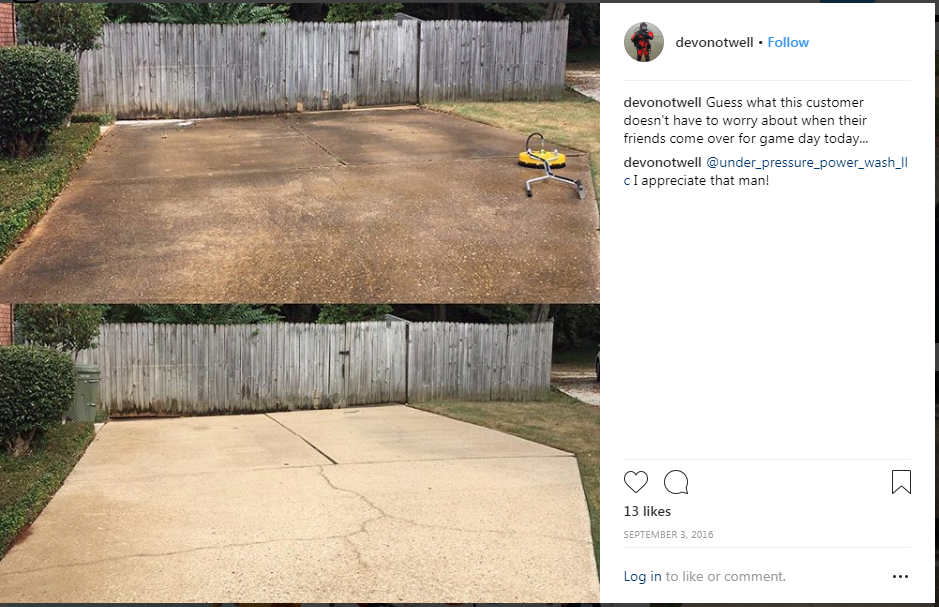 devonotwell • Follow
devonotwell Guess what this customer
doesn't have to worry about when their
friends come over for game day today...
devonotwell @under_pressure_power_wash_ll
c I appreciate that man!
13 likes
SEPTEMBER 3, 2016
Log in to like or comment.